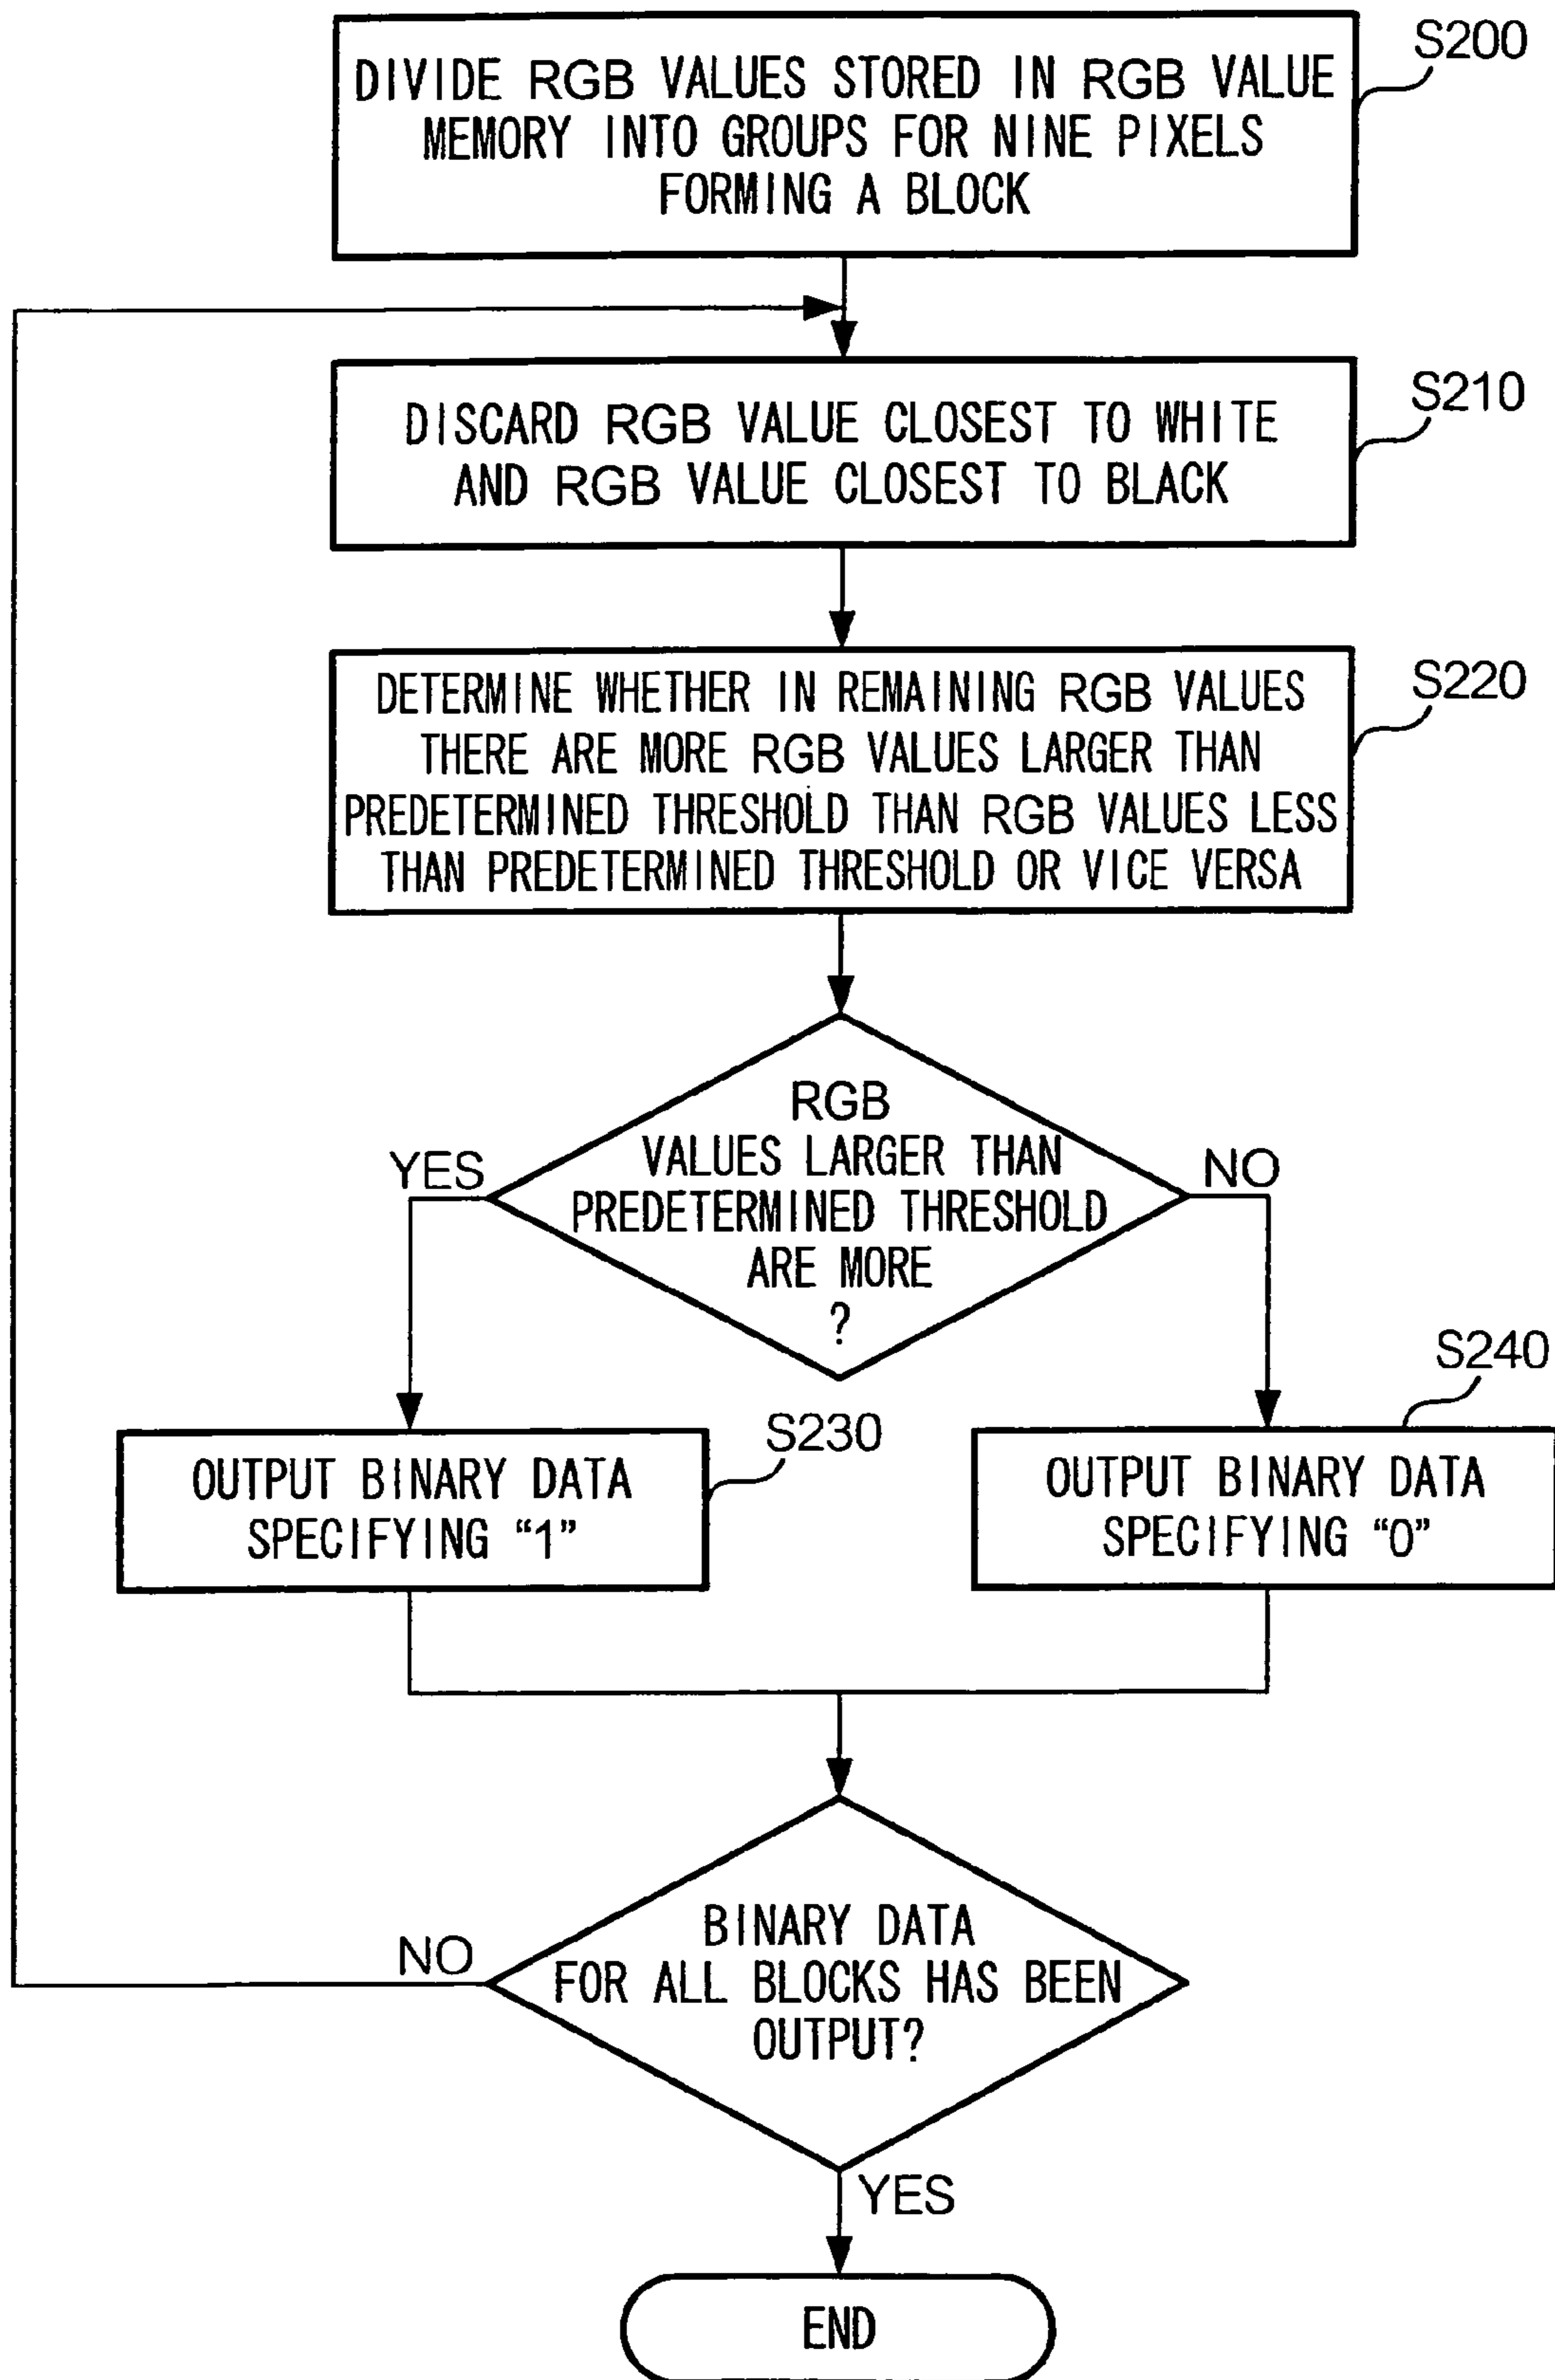 S200
DIVIDE RGB VALUES STORED IN RGB VALUE
MEMORY INTO GROUPS FOR NINE PIXELS
FORMING A BLOCK
S210
DISCARD RGB VALUE CLOSEST TO WHITE
AND RGB VALUE CLOSEST TO BLACK
S220
DETERMINE WHETHER IN REMAINING RGB VALUES
THERE ARE MORE RGB VALUES LARGER THAN
PREDETERMINED THRESHOLD THAN RGB VALUES LESS
THAN PREDETERMINED THRESHOLD OR VICE VERSA
RGB
VALUES LARGER THAN
PREDETERMINED THRESHOLD
ARE MORE
?
YES
NO
S230
OUTPUT BINARY DATA
SPECIFYING “1”
S240
OUTPUT BINARY DATA
SPECIFYING “0”
BINARY DATA
FOR ALL BLOCKS HAS BEEN
OUTPUT?
NO
YES
END